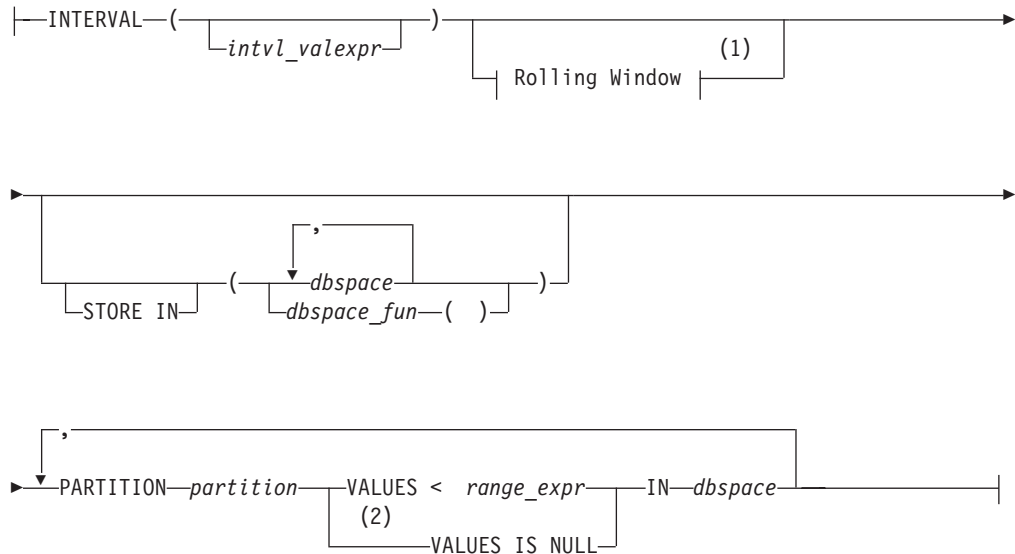 INTERVAL ( intvl_valexpr ) (1)
Rolling Window
,
STORE IN ( dbspace )
dbspace_fun ( )
,
PARTITION partition VALUES < range_expr IN dbspace
(2)
VALUES IS NULL